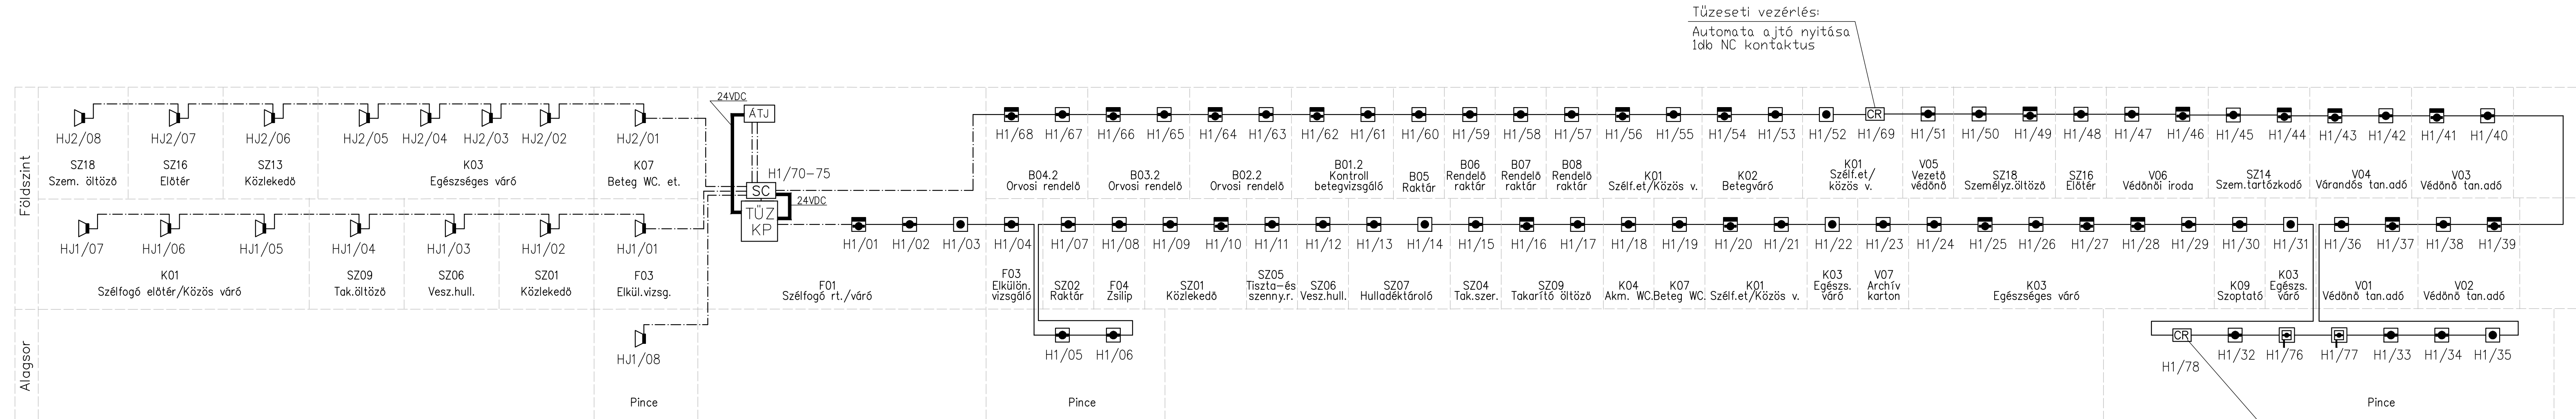 Tűzeseti vezérlés:
Automata ajtó nyitása
1db NC kontaktus
Földszint
HJ2/08 HJ2/07 HJ2/06 HJ2/05 HJ2/04 HJ2/03 HJ2/02 HJ2/01
SZ18 SZ16 SZ13 K03 K07
Szem. öltöző Előtér Közlekedő Egészséges váró Beteg WC. et.
24VDC
ÁTJ
H1/70-75
SC
24VDC
TŰZ
KP
CR
H1/68 H1/67 H1/66 H1/65 H1/64 H1/63 H1/62 H1/61 H1/60 H1/59 H1/58 H1/57 H1/56 H1/55 H1/54 H1/53 H1/52 H1/69 H1/51 H1/50 H1/49 H1/48 H1/47 H1/46 H1/45 H1/44 H1/43 H1/42 H1/41 H1/40
B04.2
Orvosi rendelő
B03.2
Orvosi rendelő
B02.2
Orvosi rendelő
B01.2
Kontroll
betegvizsgáló
B05
Raktár
B06
Rendelő
raktár
B07
Rendelő
raktár
B08
Rendelő
raktár
K01
Szélf.et/Közös v.
K02
Betegváró
K01
Szélf.et/
közös v.
V05
Vezető
védőnő
SZ18
Személyz.öltöző
SZ16
Előtér
V06
Védőnői iroda
SZ14
Szem.tartózkodó
V04
Várandós tan.adó
V03
Védőnő tan.adó
HJ1/07 HJ1/06 HJ1/05 HJ1/04 HJ1/03 HJ1/02 HJ1/01
K01 SZ09 SZ06 SZ01 F03
Szélfogó előtér/Közös váró Tak.öltöző Vesz.hull. Közlekedő Elkül.vizsg.
H1/01 H1/02 H1/03 H1/04 H1/07 H1/08 H1/09 H1/10 H1/11 H1/12 H1/13 H1/14 H1/15 H1/16 H1/17 H1/18 H1/19 H1/20 H1/21 H1/22 H1/23 H1/24 H1/25 H1/26 H1/27 H1/28 H1/29 H1/30 H1/31 H1/36 H1/37 H1/38 H1/39
F01
Szélfogó rt./váró
F03
Elkülön.
vizsgáló
SZ02
Raktár
F04
Zsilip
SZ01
Közlekedő
SZ05
Tiszta-és
szenny.r.
SZ06
Vesz.hull.
SZ07
Hulladéktároló
SZ04
Tak.szer.
SZ09
Takarító öltöző
K04
Akm. WC.
K07
Beteg WC.
K01
Szélf.et/Közös v.
K03
Egészs.
váró
V07
Archív
karton
K03
Egészséges váró
K09
Szoptató
K03
Egészs.
váró
V01
Védőnő tan.adó
V02
Védőnő tan.adó
Alagsor
HJ1/08
Pince
H1/05 H1/06
Pince
CR
H1/78 H1/32 H1/76 H1/77 H1/33 H1/34 H1/35
Pince